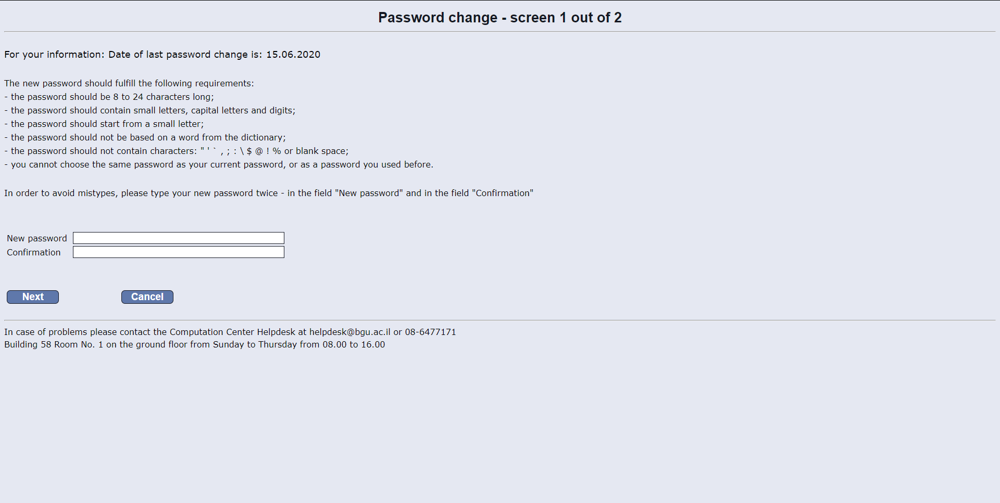 Password change - screen 1 out of 2
For your information: Date of last password change is: 15.06.2020
The new password should fulfill the following requirements:
- the password should be 8 to 24 characters long;
- the password should contain small letters, capital letters and digits;
- the password should start from a small letter;
- the password should not be based on a word from the dictionary;
- the password should not contain characters: " ' ` , ; : \ $ @ ! % or blank space;
- you cannot choose the same password as your current password, or as a password you used before.
In order to avoid mistypes, please type your new password twice - in the field "New password" and in the field "Confirmation"
New password
Confirmation
Next Cancel
In case of problems please contact the Computation Center Helpdesk at helpdesk@bgu.ac.il or 08-6477171
Building 58 Room No. 1 on the ground floor from Sunday to Thursday from 08.00 to 16.00